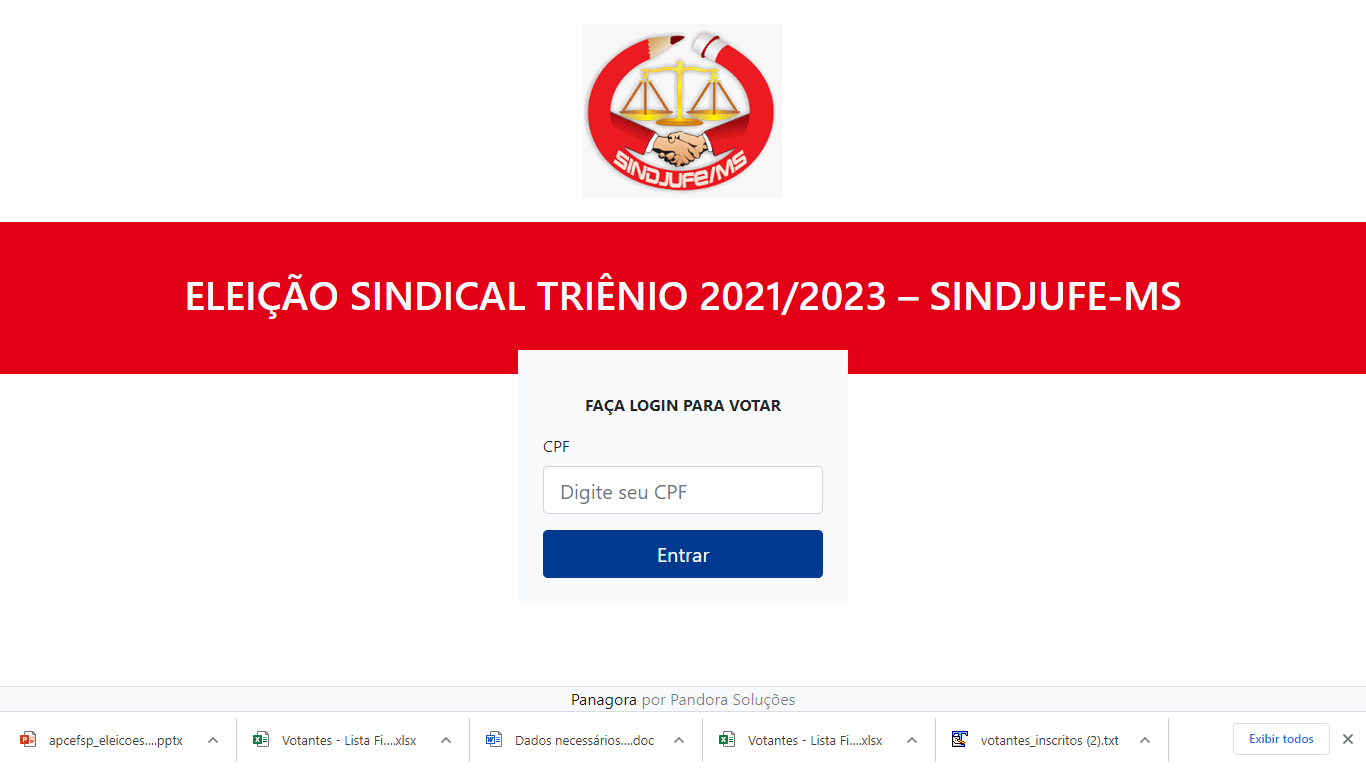 SINDJUFE/MS
ELEIÇÃO SINDICAL TRIÊNIO 2021/2023 – SINDJUFE-MS
FAÇA LOGIN PARA VOTAR
CPF
Digite seu CPF
Entrar
Panagora por Pandora Soluções
apcefsp_eleicoes....pptx
Votantes - Lista Fi....xlsx
Dados necessários....doc
Votantes - Lista Fi....xlsx
votantes_inscritos (2).txt
Exibir todos